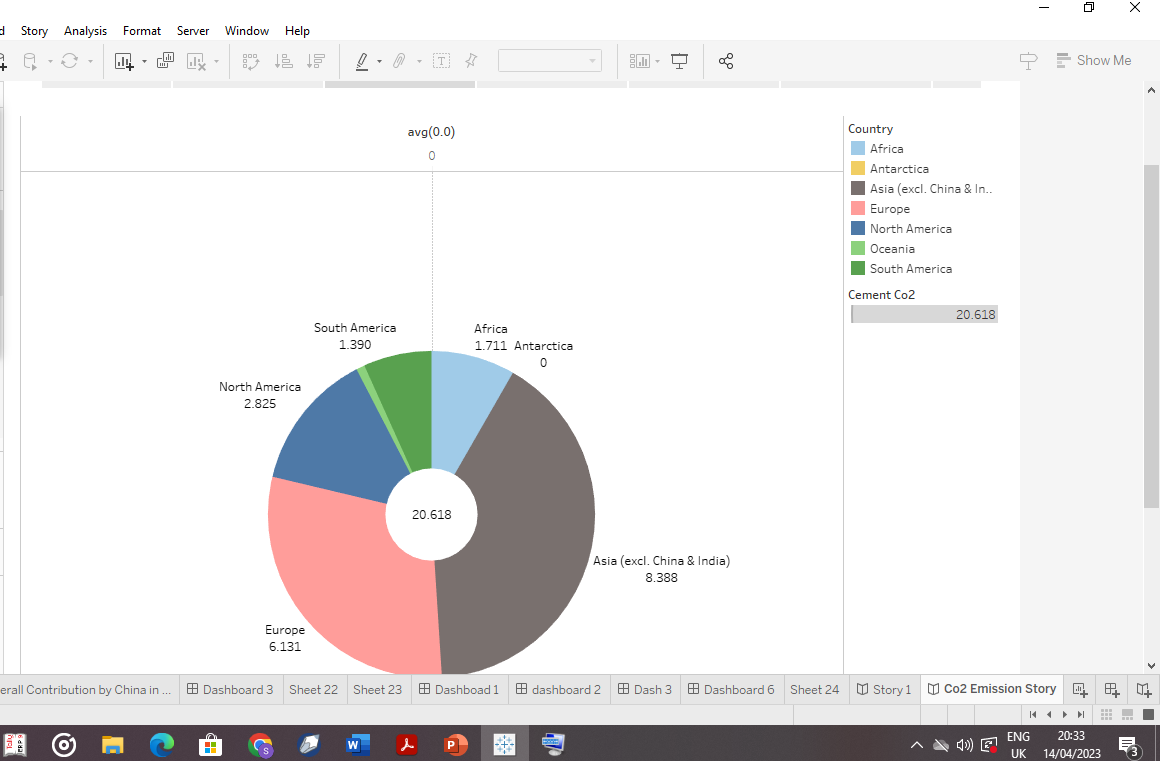 d Story Analysis Format Server Window Help
Show Me
avg(0.0)
0
Country
Africa
Antarctica
Asia (excl. China & In..
Europe
North America
Oceania
South America
Cement Co2
20.618
South America
1.390
Africa
1.711
Antarctica
0
North America
2.825
20.618
Asia (excl. China & India)
8.388
Europe
6.131
erall Contribution by China in ... Dashboard 3 Sheet 22 Sheet 23 Dashboad 1 dashboard 2 Dash 3 Dashboard 6 Sheet 24 Story 1 Co2 Emission Story
ENG 20:33
UK 14/04/2023
3